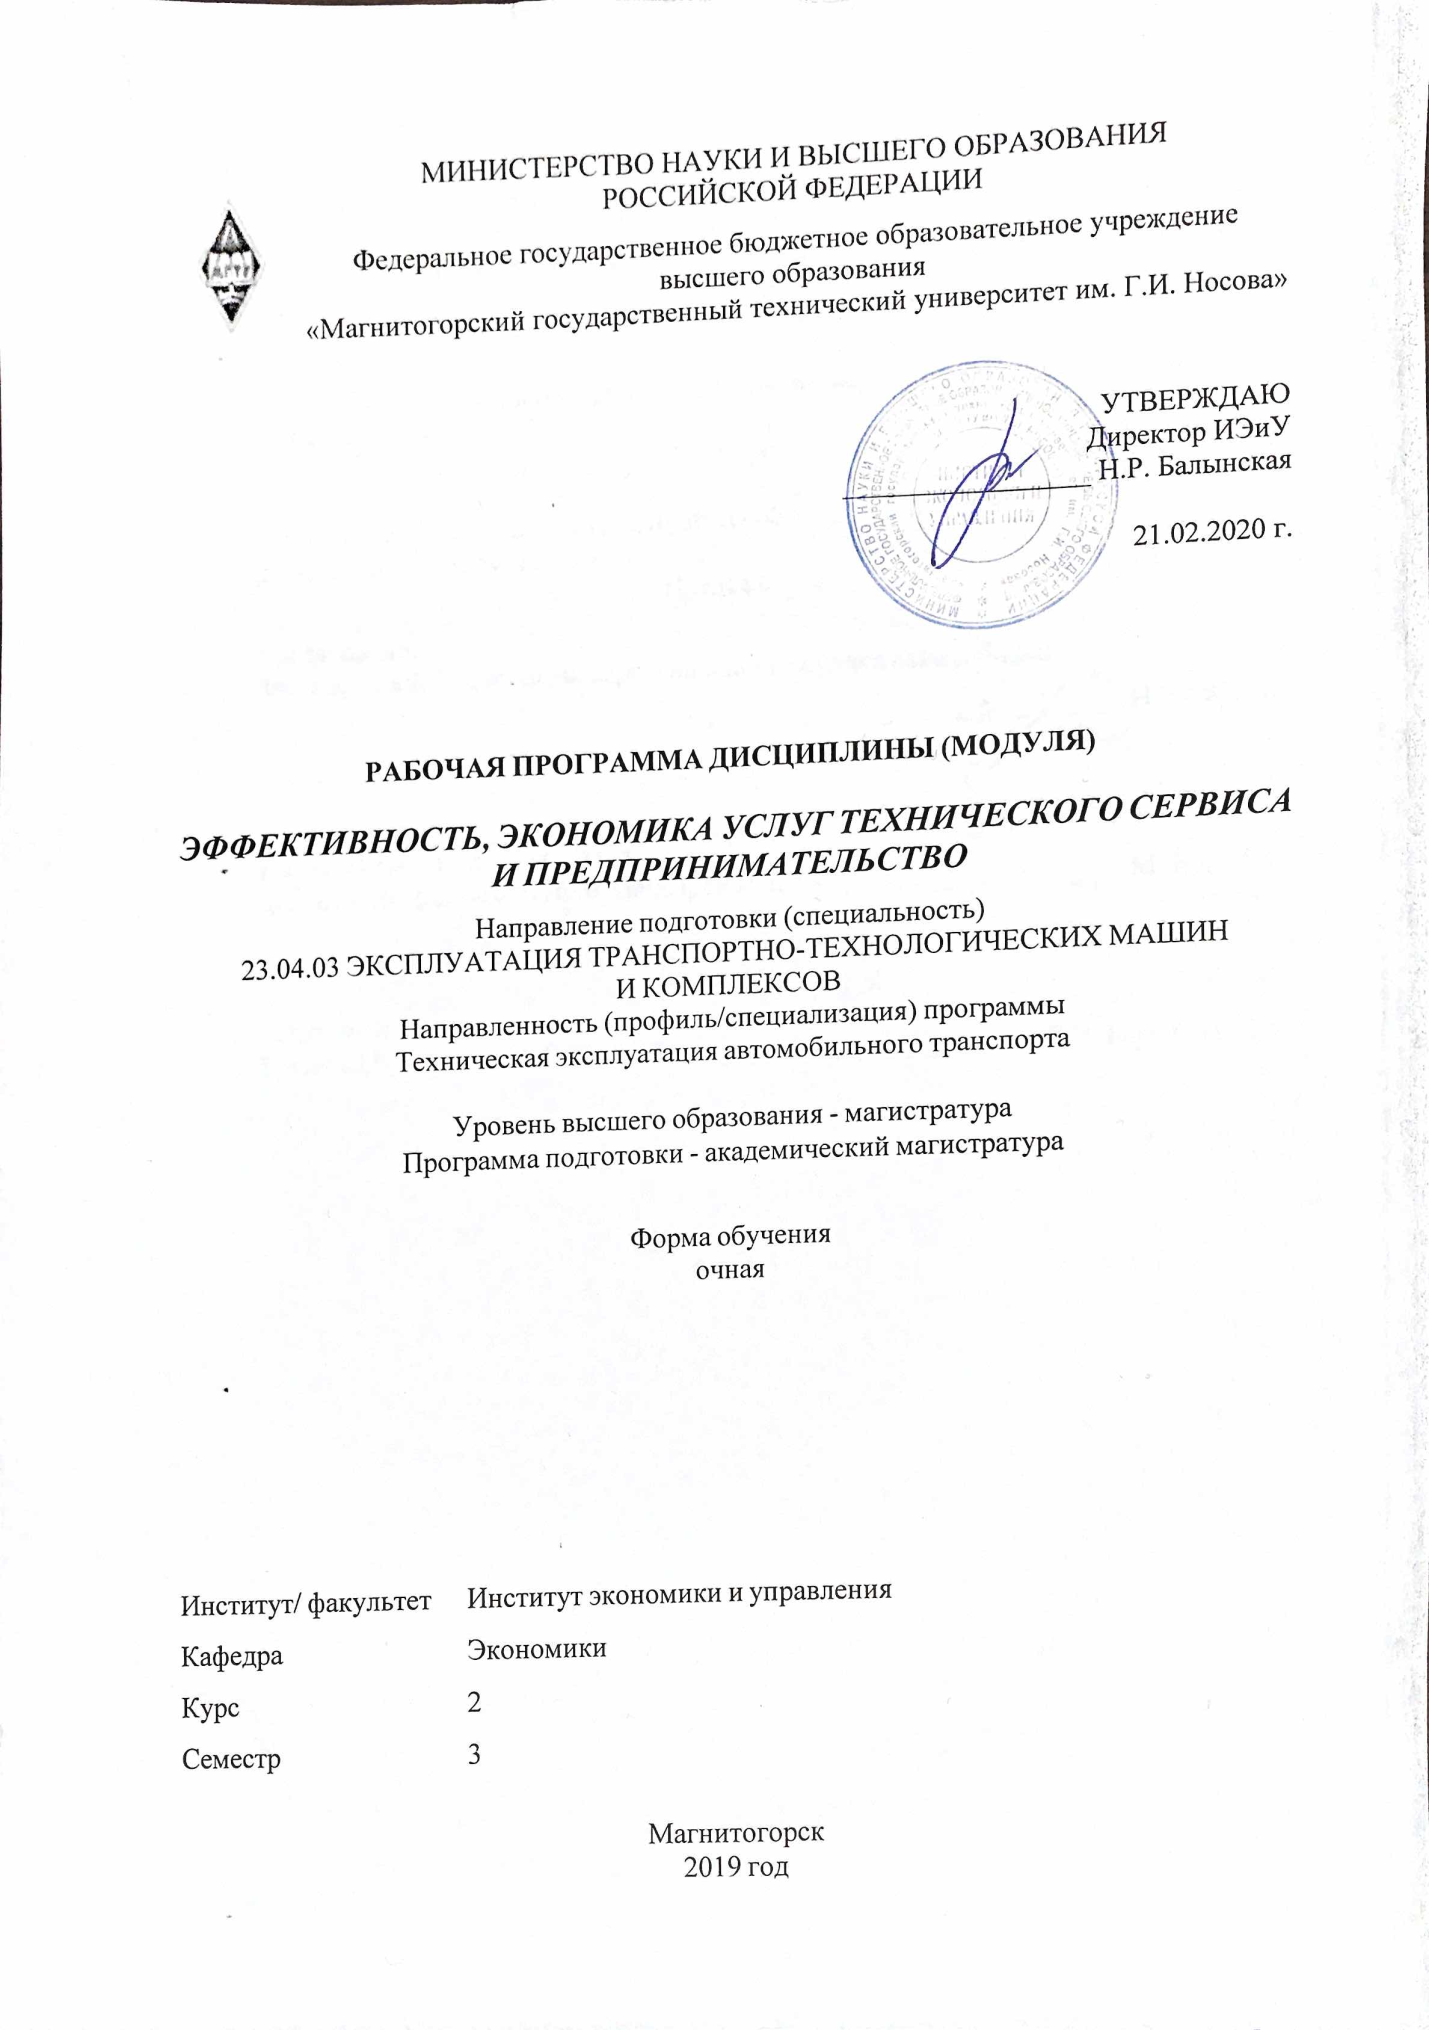 МИНИСТЕРСТВО НАУКИ И ВЫСШЕГО ОБРАЗОВАНИЯ
РОССИЙСКОЙ ФЕДЕРАЦИИ
Федеральное государственное бюджетное образовательное учреждение
высшего образования
«Магнитогорский государственный технический университет им. Г.И. Носова»
МГТУ
УТВЕРЖДАЮ
Директор ИЭиУ
Н.Р. Балынская
21.02.2020 г.
РАБОЧАЯ ПРОГРАММА ДИСЦИПЛИНЫ (МОДУЛЯ)
ЭФФЕКТИВНОСТЬ, ЭКОНОМИКА УСЛУГ ТЕХНИЧЕСКОГО СЕРВИСА
И ПРЕДПРИНИМАТЕЛЬСТВО
Направление подготовки (специальность)
23.04.03 ЭКСПЛУАТАЦИЯ ТРАНСПОРТНО-ТЕХНОЛОГИЧЕСКИХ МАШИН
И КОМПЛЕКСОВ
Направленность (профиль/специализация) программы
Техническая эксплуатация автомобильного транспорта
Уровень высшего образования - магистратура
Программа подготовки - академический магистратура
Форма обучения
очная
Институт/ факультет Институт экономики и управления
Кафедра Экономики
Курс 2
Семестр 3
Магнитогорск
2019 год